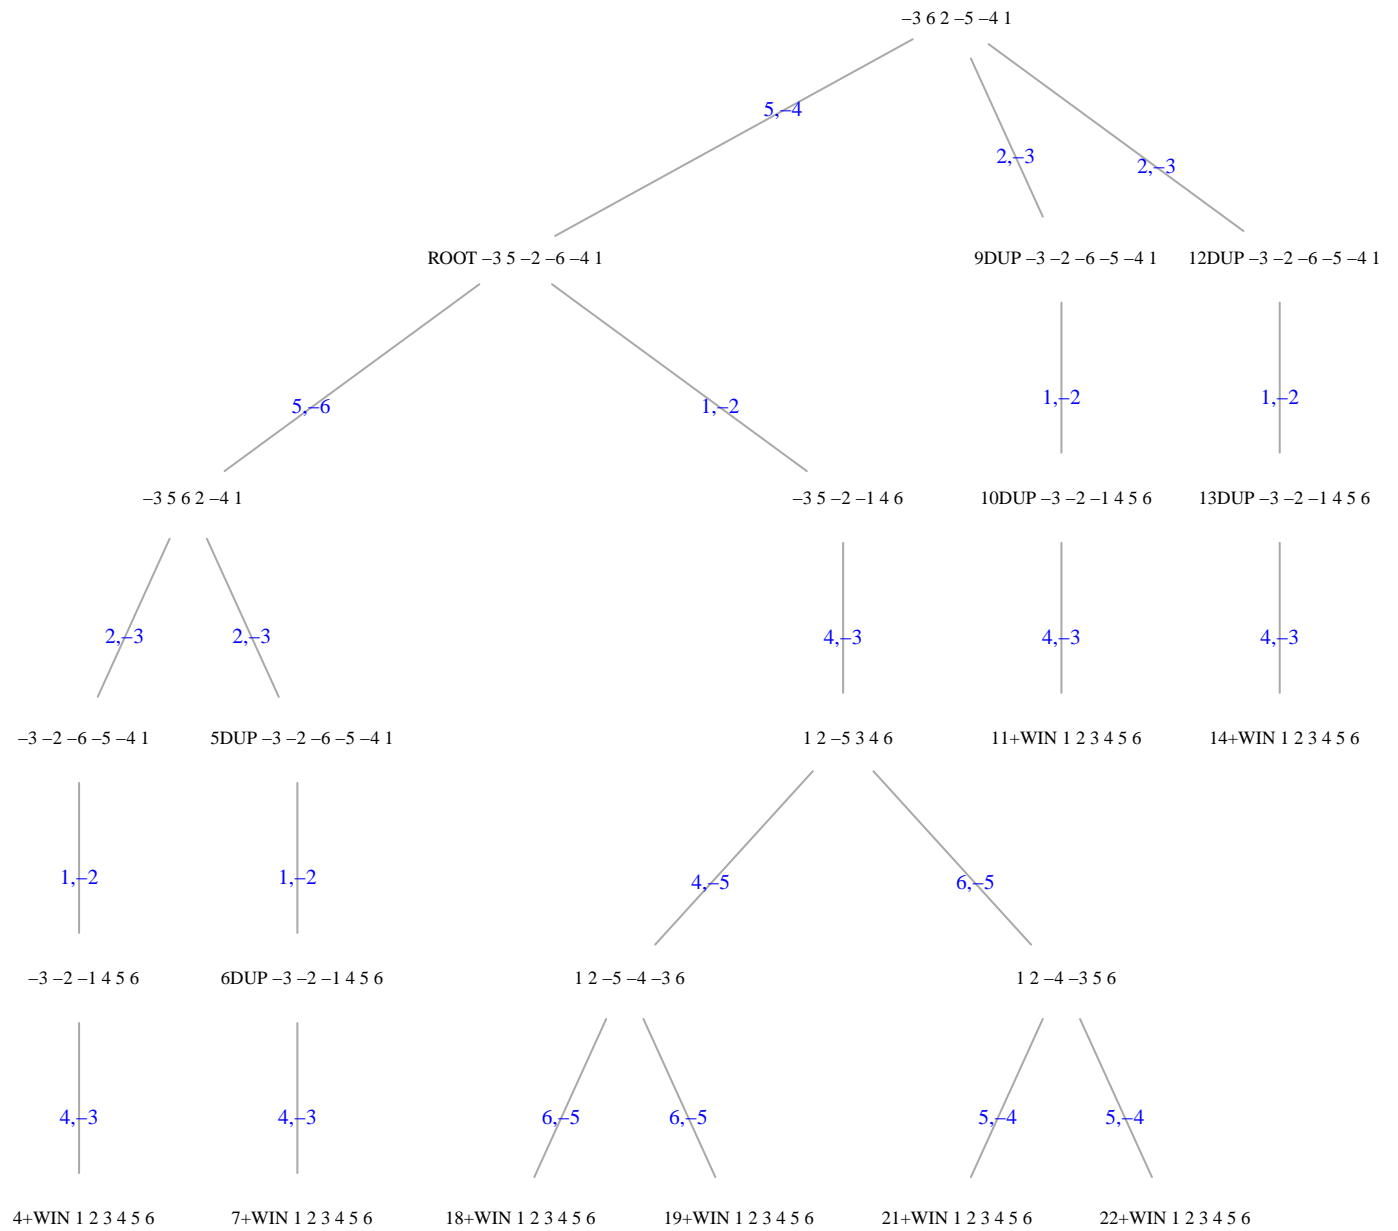 −3 6 2 −5 −4 1
5,−4
2,−3
2,−3
ROOT −3 5 −2 −6 −4 1
9DUP −3 −2 −6 −5 −4 1
12DUP −3 −2 −6 −5 −4 1
5,−6
1,−2
1,−2
1,−2
−3 5 6 2 −4 1
−3 5 −2 −1 4 6
10DUP −3 −2 −1 4 5 6
13DUP −3 −2 −1 4 5 6
2,−3
2,−3
4,−3
4,−3
4,−3
−3 −2 −6 −5 −4 1
5DUP −3 −2 −6 −5 −4 1
1 2 −5 3 4 6
11+WIN 1 2 3 4 5 6
14+WIN 1 2 3 4 5 6
1,−2
1,−2
4,−5
6,−5
−3 −2 −1 4 5 6
6DUP −3 −2 −1 4 5 6
1 2 −5 −4 −3 6
1 2 −4 −3 5 6
4,−3
4,−3
6,−5
6,−5
5,−4
5,−4
4+WIN 1 2 3 4 5 6
7+WIN 1 2 3 4 5 6
18+WIN 1 2 3 4 5 6
19+WIN 1 2 3 4 5 6
21+WIN 1 2 3 4 5 6
22+WIN 1 2 3 4 5 6